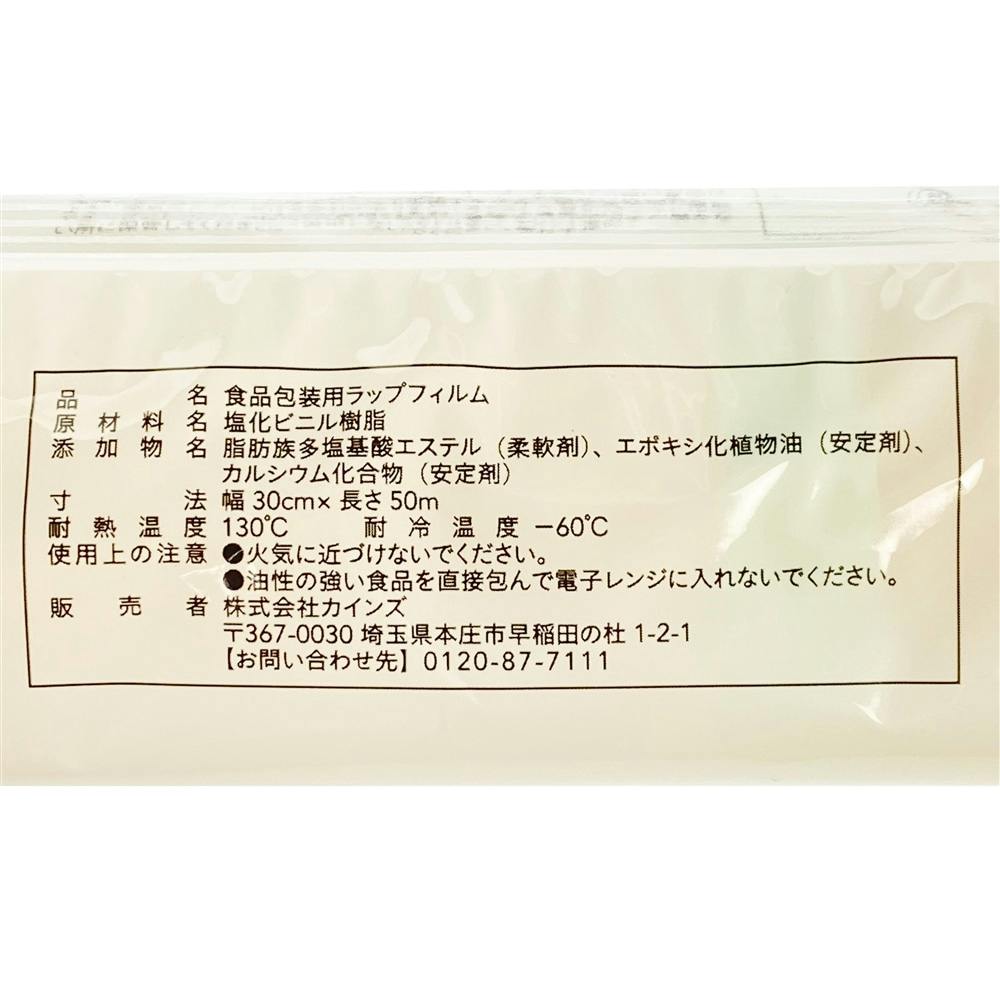 品名 食品包装用ラップフィルム
原材料名 塩化ビニル樹脂
添加物名 脂肪族多塩基酸エステル（柔軟剤）、エポキシ化植物油（安定剤）、
カルシウム化合物（安定剤）
寸法 幅30cm×長さ50m
耐熱温度 130℃ 耐冷温度 −60℃
使用上の注意 ●火気に近づけないでください。
●油性の強い食品を直接包んで電子レンジに入れないでください。
販売者 株式会社カインズ
〒367-0030 埼玉県本庄市早稲田の杜1-2-1
【お問い合わせ先】0120-87-7111